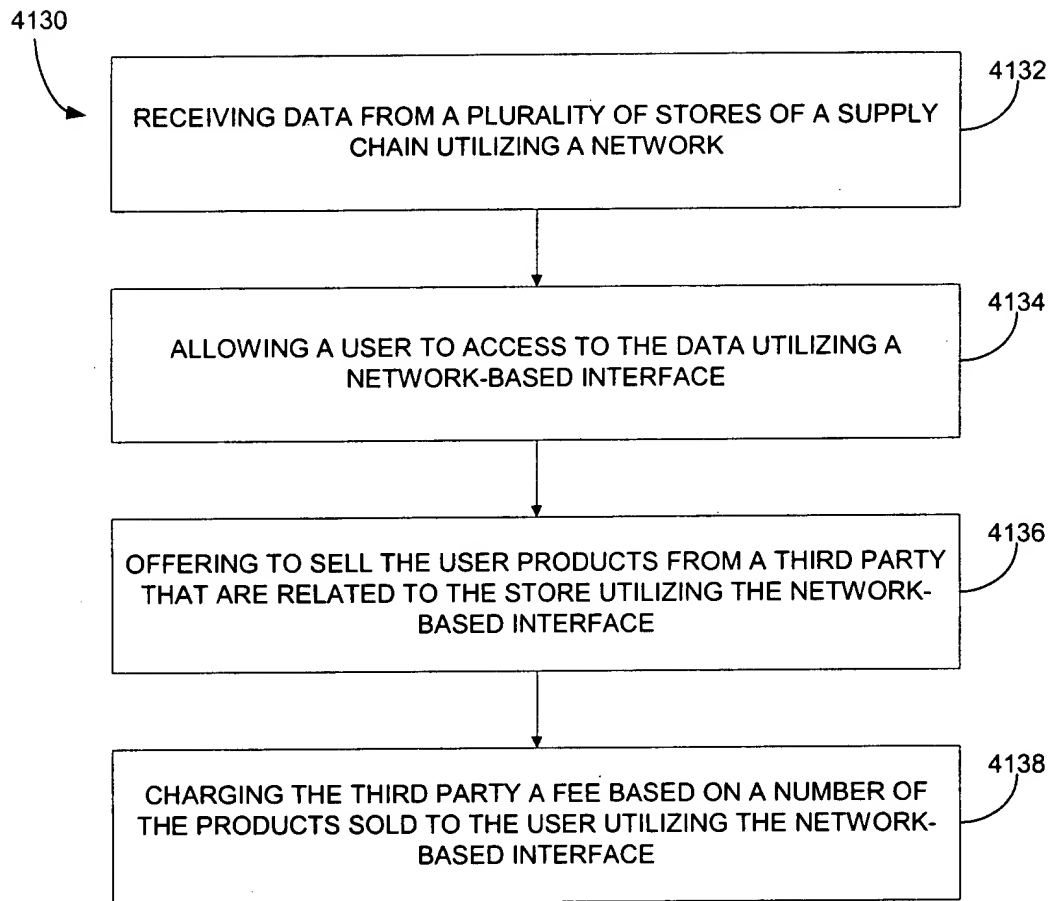 4130
4132
RECEIVING DATA FROM A PLURALITY OF STORES OF A SUPPLY
CHAIN UTILIZING A NETWORK
4134
ALLOWING A USER TO ACCESS TO THE DATA UTILIZING A
NETWORK-BASED INTERFACE
4136
OFFERING TO SELL THE USER PRODUCTS FROM A THIRD PARTY
THAT ARE RELATED TO THE STORE UTILIZING THE NETWORK-
BASED INTERFACE
4138
CHARGING THE THIRD PARTY A FEE BASED ON A NUMBER OF
THE PRODUCTS SOLD TO THE USER UTILIZING THE NETWORK-
BASED INTERFACE